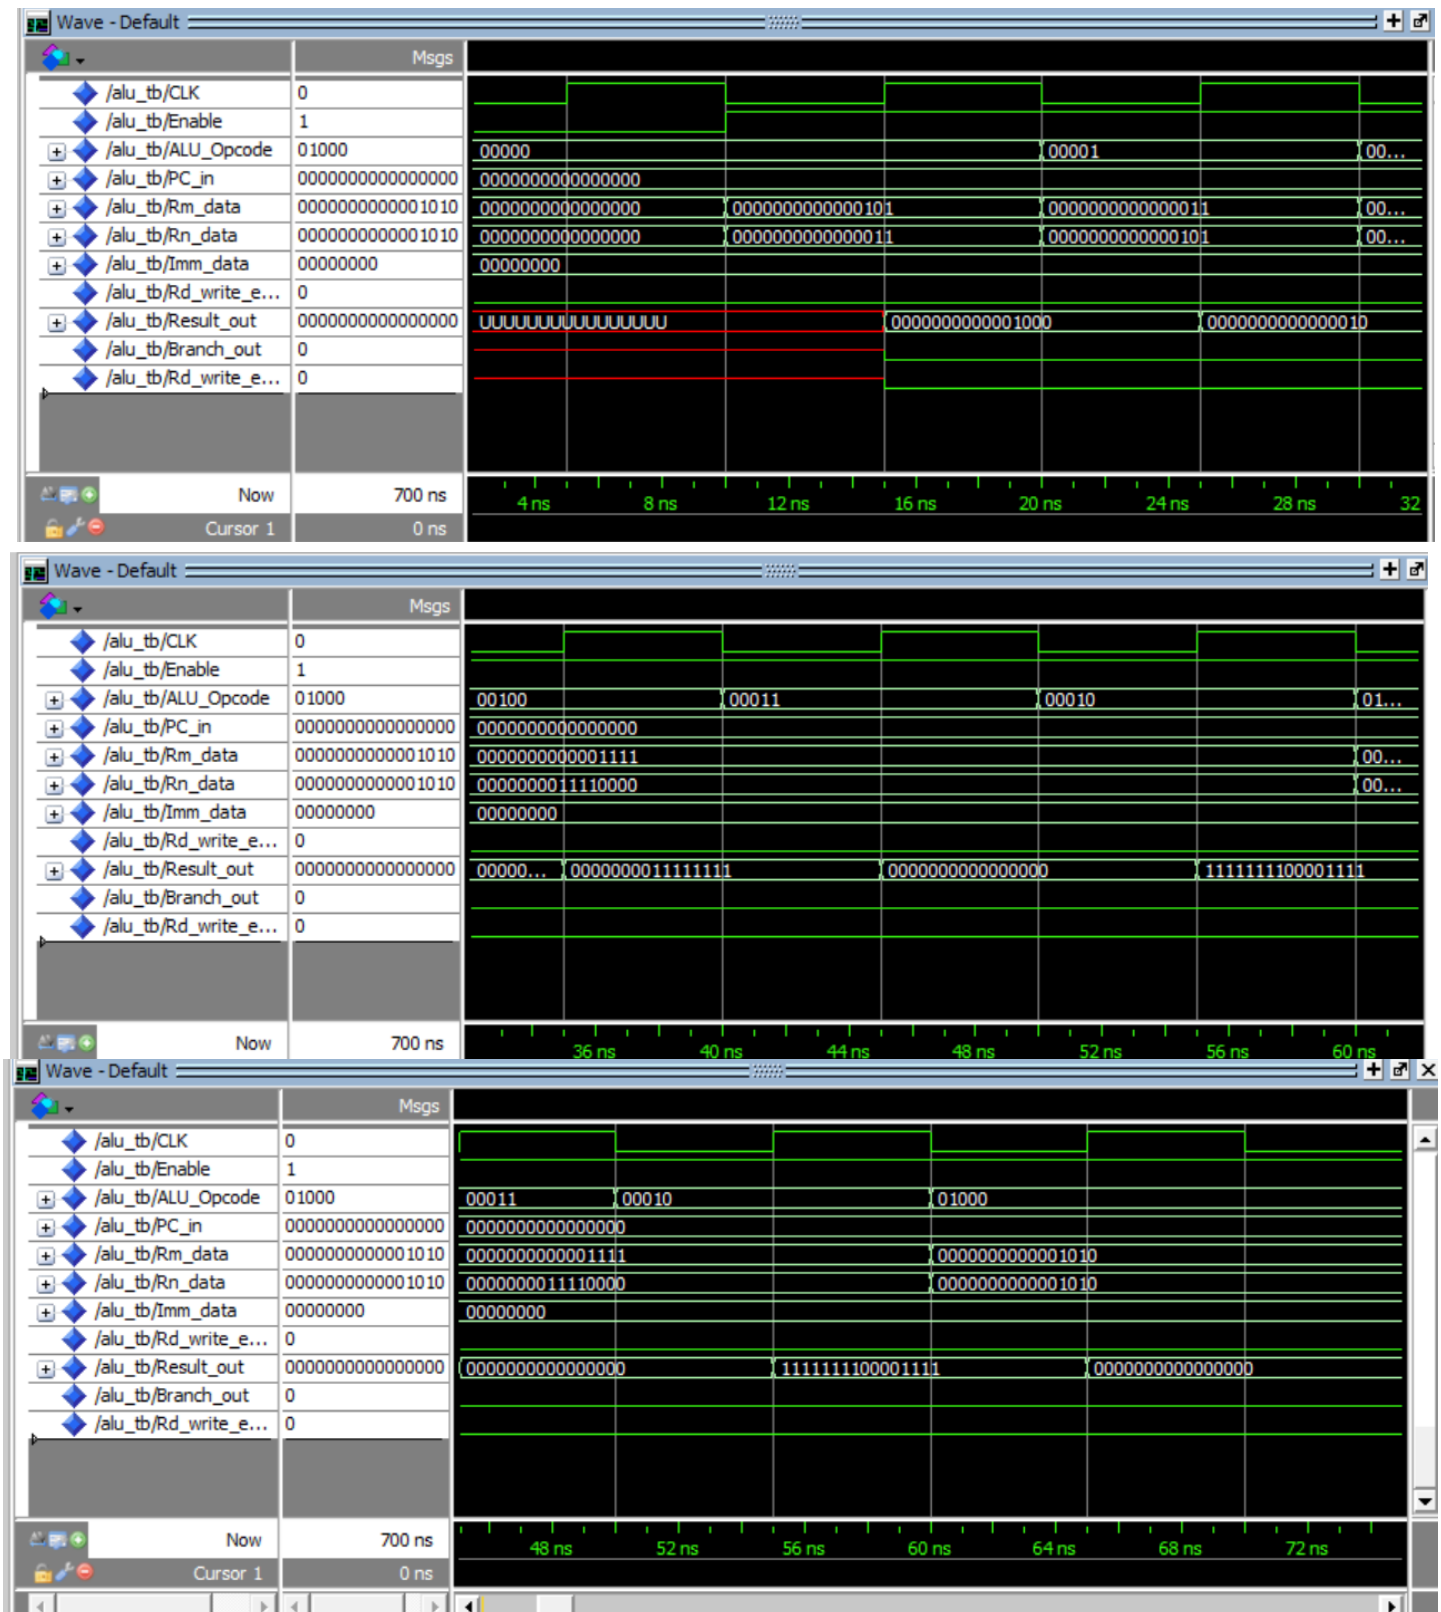 Wave - Default
Msgs
/alu_tb/CLK 0
/alu_tb/Enable 1
/alu_tb/ALU_Opcode 01000 00000 00001 00...
/alu_tb/PC_in 0000000000000000 0000000000000000
/alu_tb/Rm_data 0000000000001010 0000000000000000 0000000000000101 0000000000000011 00...
/alu_tb/Rn_data 0000000000001010 0000000000000000 0000000000000011 0000000000000101 00...
/alu_tb/Imm_data 00000000 00000000
/alu_tb/Rd_write_e... 0
/alu_tb/Result_out 0000000000000000 UUUUUUUUUUUUUUUU 0000000000001000 0000000000000010
/alu_tb/Branch_out 0
/alu_tb/Rd_write_e... 0
Now 700 ns 4 ns 8 ns 12 ns 16 ns 20 ns 24 ns 28 ns 32
Cursor 1 0 ns
Wave - Default
Msgs
/alu_tb/CLK 0
/alu_tb/Enable 1
/alu_tb/ALU_Opcode 01000 00100 00011 00010 01...
/alu_tb/PC_in 0000000000000000 0000000000000000
/alu_tb/Rm_data 0000000000001010 0000000000001111 00...
/alu_tb/Rn_data 0000000000001010 0000000011110000 00...
/alu_tb/Imm_data 00000000 00000000
/alu_tb/Rd_write_e... 0
/alu_tb/Result_out 0000000000000000 00000... 0000000011111111 0000000000000000 1111111100001111
/alu_tb/Branch_out 0
/alu_tb/Rd_write_e... 0
Now 700 ns 36 ns 40 ns 44 ns 48 ns 52 ns 56 ns 60 ns
Wave - Default
Msgs
/alu_tb/CLK 0
/alu_tb/Enable 1
/alu_tb/ALU_Opcode 01000 00011 00010 01000
/alu_tb/PC_in 0000000000000000 0000000000000000
/alu_tb/Rm_data 0000000000001010 0000000000001111 0000000000001010
/alu_tb/Rn_data 0000000000001010 0000000011110000 0000000000001010
/alu_tb/Imm_data 00000000 00000000
/alu_tb/Rd_write_e... 0
/alu_tb/Result_out 0000000000000000 0000000000000000 1111111100001111 0000000000000000
/alu_tb/Branch_out 0
/alu_tb/Rd_write_e... 0
Now 700 ns 48 ns 52 ns 56 ns 60 ns 64 ns 68 ns 72 ns
Cursor 1 0 ns